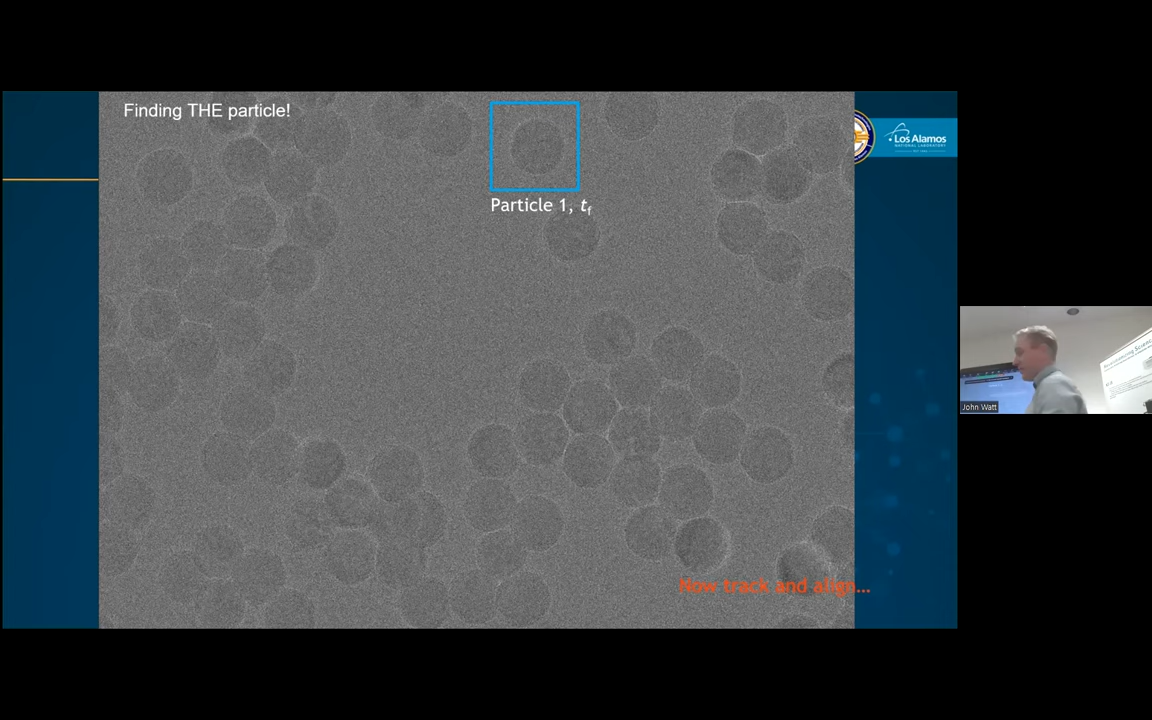 Finding THE particle!
Los Alamos
NATIONAL LABORATORY
Particle 1, tf
Now track and align...
John Watt